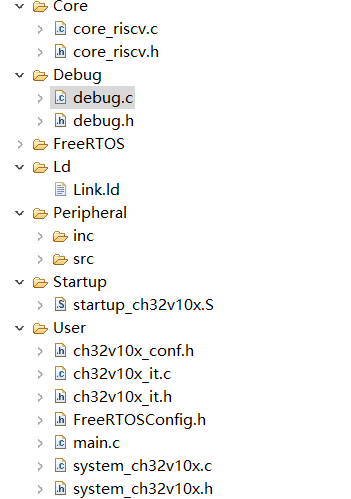 Core
core_riscv.c
core_riscv.h
Debug
debug.c
debug.h
FreeRTOS
Ld
Link.ld
Peripheral
inc
src
Startup
startup_ch32v10x.S
User
ch32v10x_conf.h
ch32v10x_it.c
ch32v10x_it.h
FreeRTOSConfig.h
main.c
system_ch32v10x.c
system_ch32v10x.h